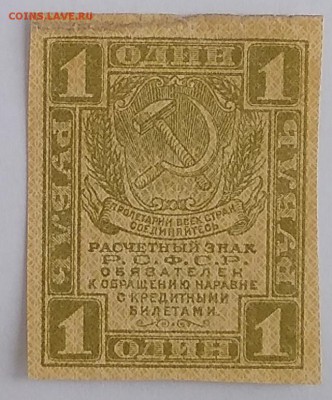 COINS.LAVE.RU
1 ОДИН 1
РУБЛЬ
РУБЛЬ
ПРОЛЕТАРИИ ВСЕХ СТРАН
СОЕДИНЯЙТЕСЬ
РАСЧЕТНЫЙ ЗНАК
Р.С.Ф.С.Р.
ОБЯЗАТЕЛЕН
К ОБРАЩЕНИЮ НАРАВНЕ
С КРЕДИТНЫМИ
БИЛЕТАМИ.
1 ОДИН 1